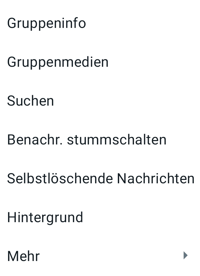 Gruppeninfo
Gruppenmedien
Suchen
Benachr. stummschalten
Selbstlöschende Nachrichten
Hintergrund
Mehr